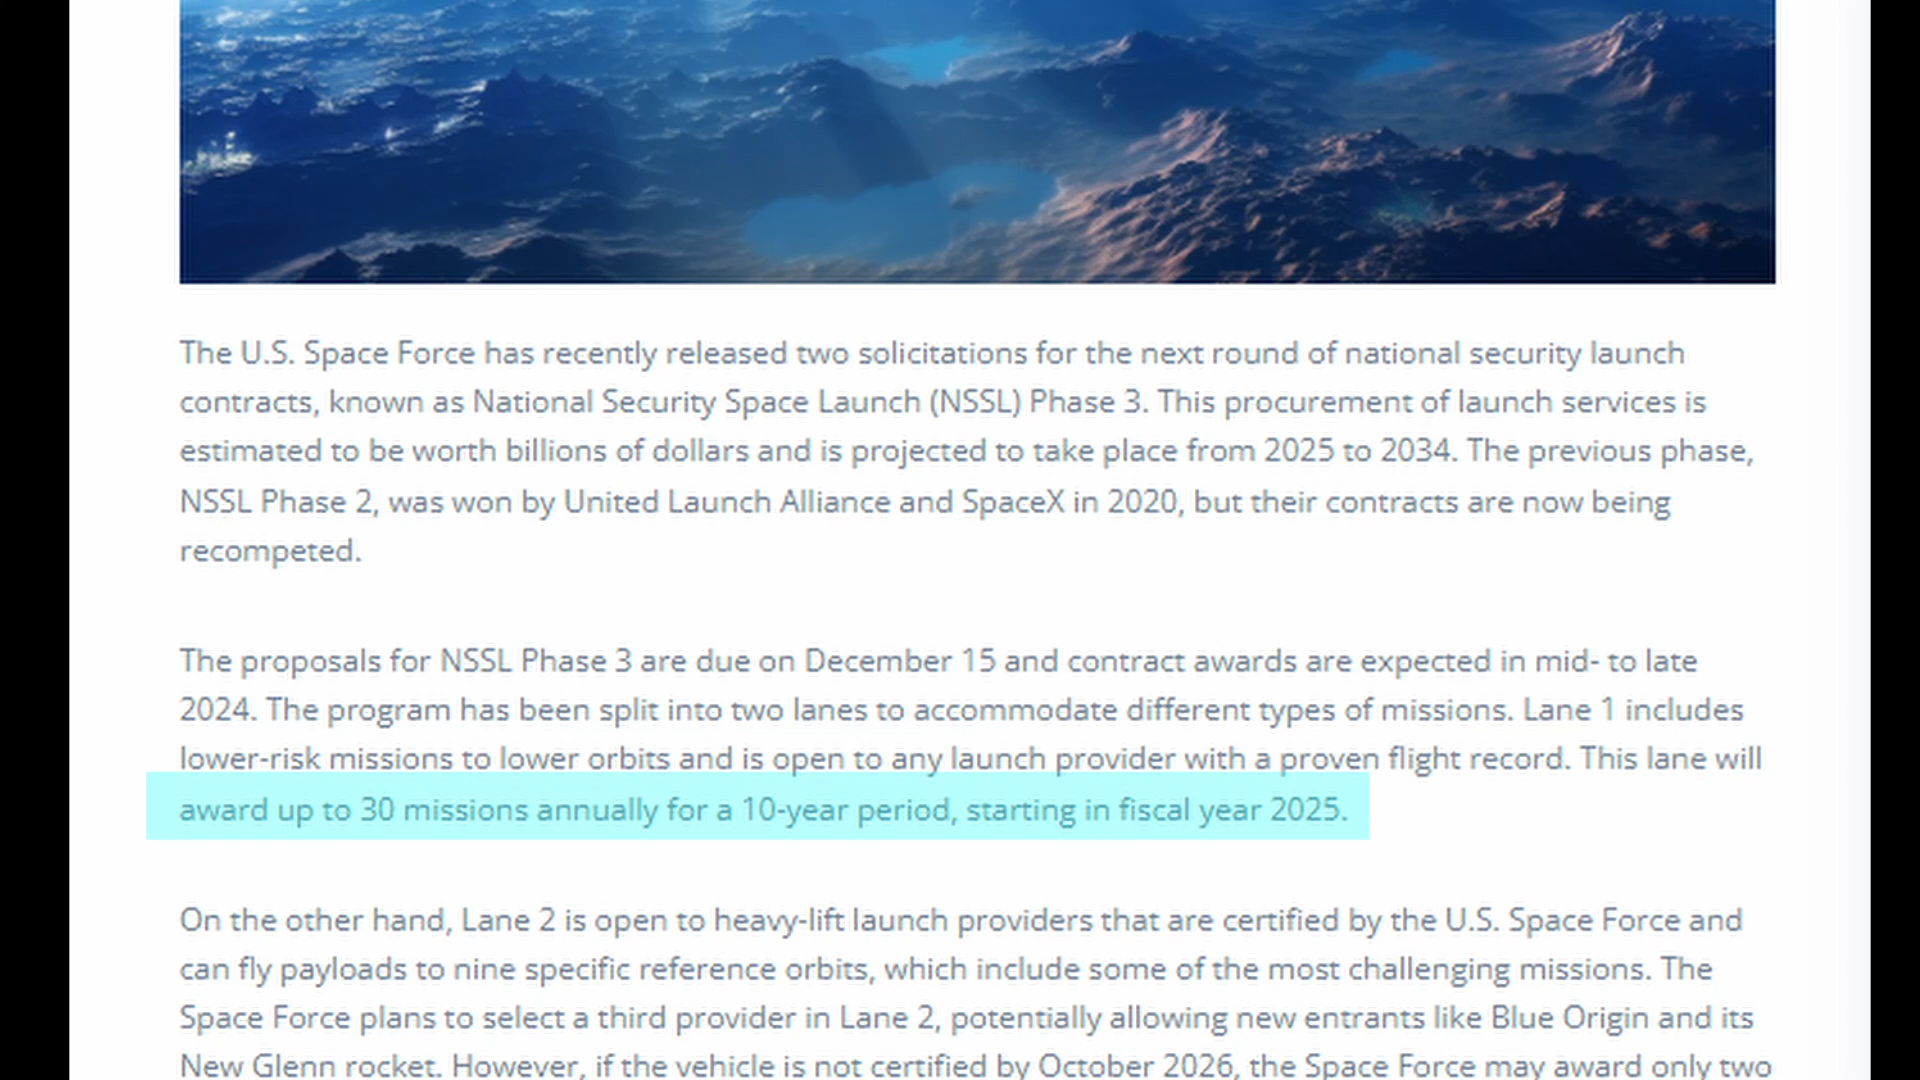 The U.S. Space Force has recently released two solicitations for the next round of national security launch
contracts, known as National Security Space Launch (NSSL) Phase 3. This procurement of launch services is
estimated to be worth billions of dollars and is projected to take place from 2025 to 2034. The previous phase,
NSSL Phase 2, was won by United Launch Alliance and SpaceX in 2020, but their contracts are now being
recompeted.
The proposals for NSSL Phase 3 are due on December 15 and contract awards are expected in mid- to late
2024. The program has been split into two lanes to accommodate different types of missions. Lane 1 includes
lower-risk missions to lower orbits and is open to any launch provider with a proven flight record. This lane will
award up to 30 missions annually for a 10-year period, starting in fiscal year 2025.
On the other hand, Lane 2 is open to heavy-lift launch providers that are certified by the U.S. Space Force and
can fly payloads to nine specific reference orbits, which include some of the most challenging missions. The
Space Force plans to select a third provider in Lane 2, potentially allowing new entrants like Blue Origin and its
New Glenn rocket. However, if the vehicle is not certified by October 2026, the Space Force may award only two